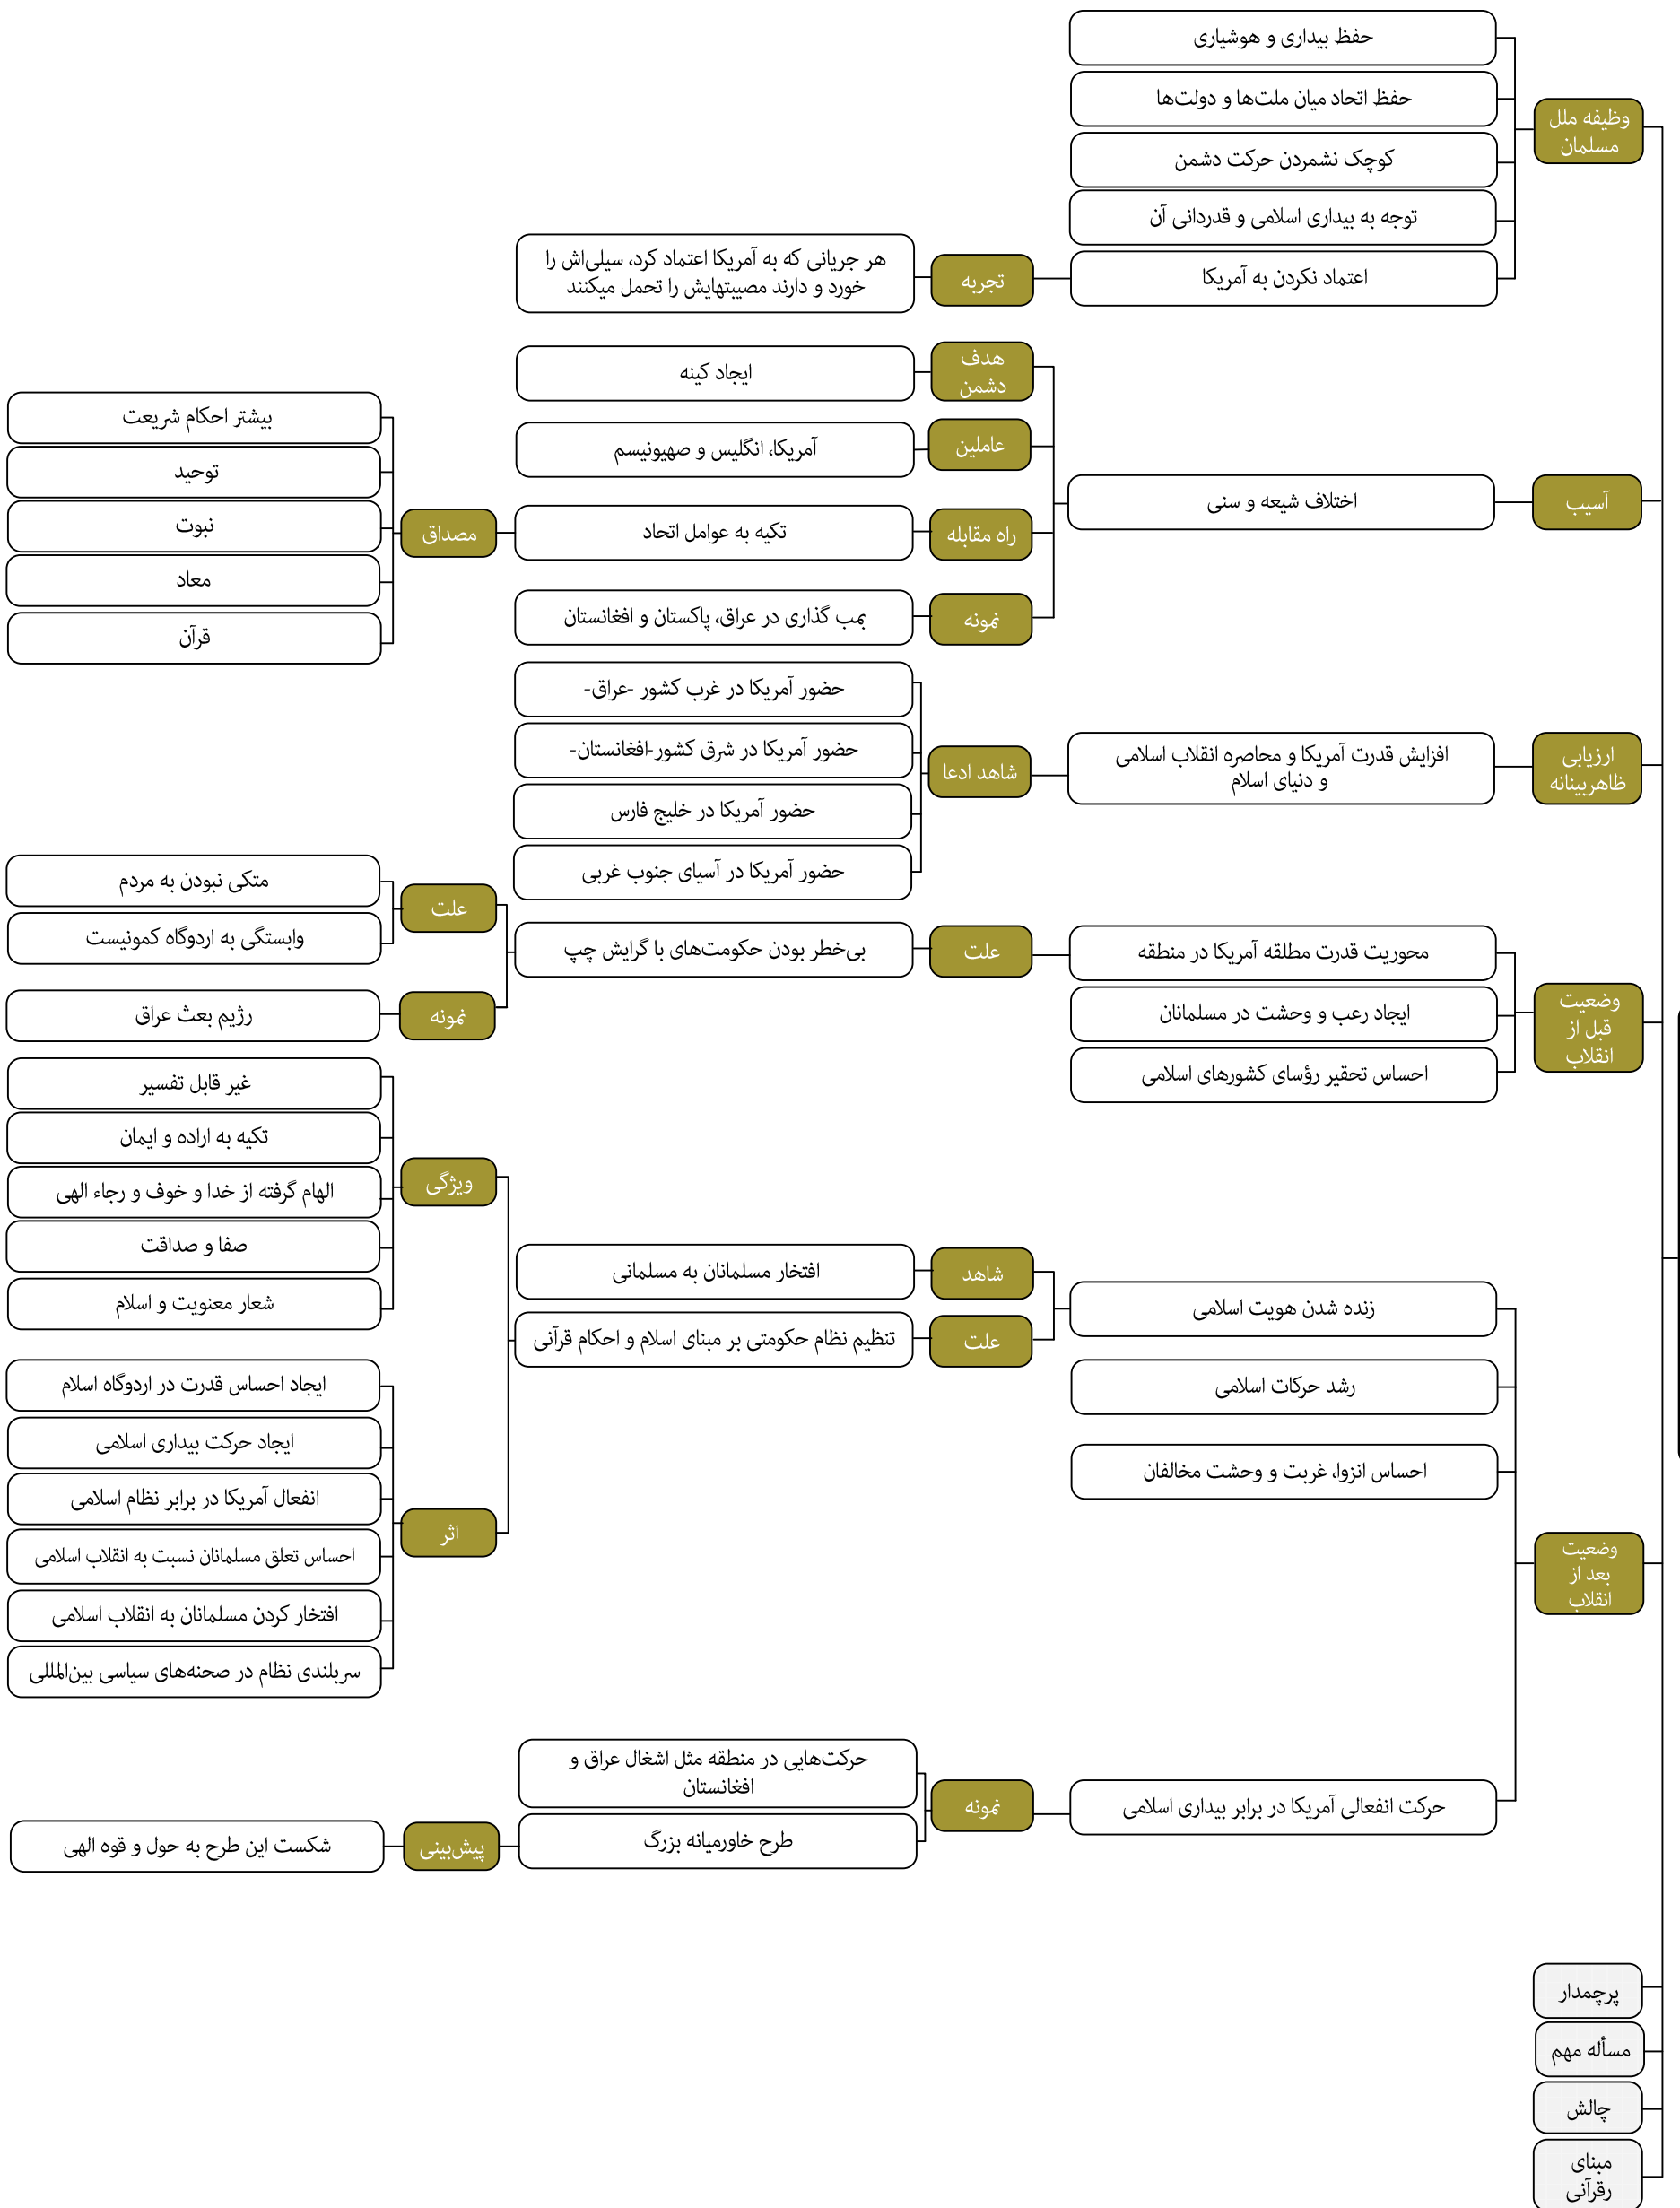 وظیفه ملل
مسلمان
حفظ بیداری و هوشیاری
حفظ اتحاد میان ملت‌ها و دولت‌ها
کوچک نشمردن حرکت دشمن
توجه به بیداری اسلامی و قدردانی آن
اعتماد نکردن به آمریکا
تجربه
هر جریانی که به آمریکا اعتماد کرد، سیلی‌اش را
خورد و دارند مصیبتهایش را تحمل میکنند
آسیب
اختلاف شیعه و سنی
هدف
دشمن
ایجاد کینه
عاملین
آمریکا، انگلیس و صهیونیسم
راه مقابله
تکیه به عوامل اتحاد
مصداق
بیشتر احکام شریعت
توحید
نبوت
معاد
قرآن
نمونه
بمب گذاری در عراق، پاکستان و افغانستان
ارزیابی
ظاهربینانه
افزایش قدرت آمریکا و محاصره انقلاب اسلامی
و دنیای اسلام
شاهد ادعا
حضور آمریکا در غرب کشور -عراق-
حضور آمریکا در شرق کشور-افغانستان-
حضور آمریکا در خلیج فارس
حضور آمریکا در آسیای جنوب غربی
وضعیت
قبل از
انقلاب
محوریت قدرت مطلقه آمریکا در منطقه
علت
بی‌خطر بودن حکومت‌های با گرایش چپ
علت
متکی نبودن به مردم
وابستگی به اردوگاه کمونیست
نمونه
رژیم بعث عراق
ایجاد رعب و وحشت در مسلمانان
احساس تحقیر رؤسای کشورهای اسلامی
وضعیت
بعد از
انقلاب
زنده شدن هویت اسلامی
شاهد
افتخار مسلمانان به مسلمانی
علت
تنظیم نظام حکومتی بر مبنای اسلام و احکام قرآنی
ویژگی
غیر قابل تفسیر
تکیه به اراده و ایمان
الهام گرفته از خدا و خوف و رجاء الهی
صفا و صداقت
شعار معنویت و اسلام
اثر
ایجاد احساس قدرت در اردوگاه اسلام
ایجاد حرکت بیداری اسلامی
انفعال آمریکا در برابر نظام اسلامی
احساس تعلق مسلمانان نسبت به انقلاب اسلامی
افتخار کردن مسلمانان به انقلاب اسلامی
سربلندی نظام در صحنه‌های سیاسی بین‌المللی
رشد حرکات اسلامی
احساس انزوا، غربت و وحشت مخالفان
حرکت انفعالی آمریکا در برابر بیداری اسلامی
نمونه
حرکت‌هایی در منطقه مثل اشغال عراق و
افغانستان
طرح خاورمیانه بزرگ
پیش‌بینی
شکست این طرح به حول و قوه الهی
پرچمدار
مسأله مهم
چالش
مبنای
رقرآنی